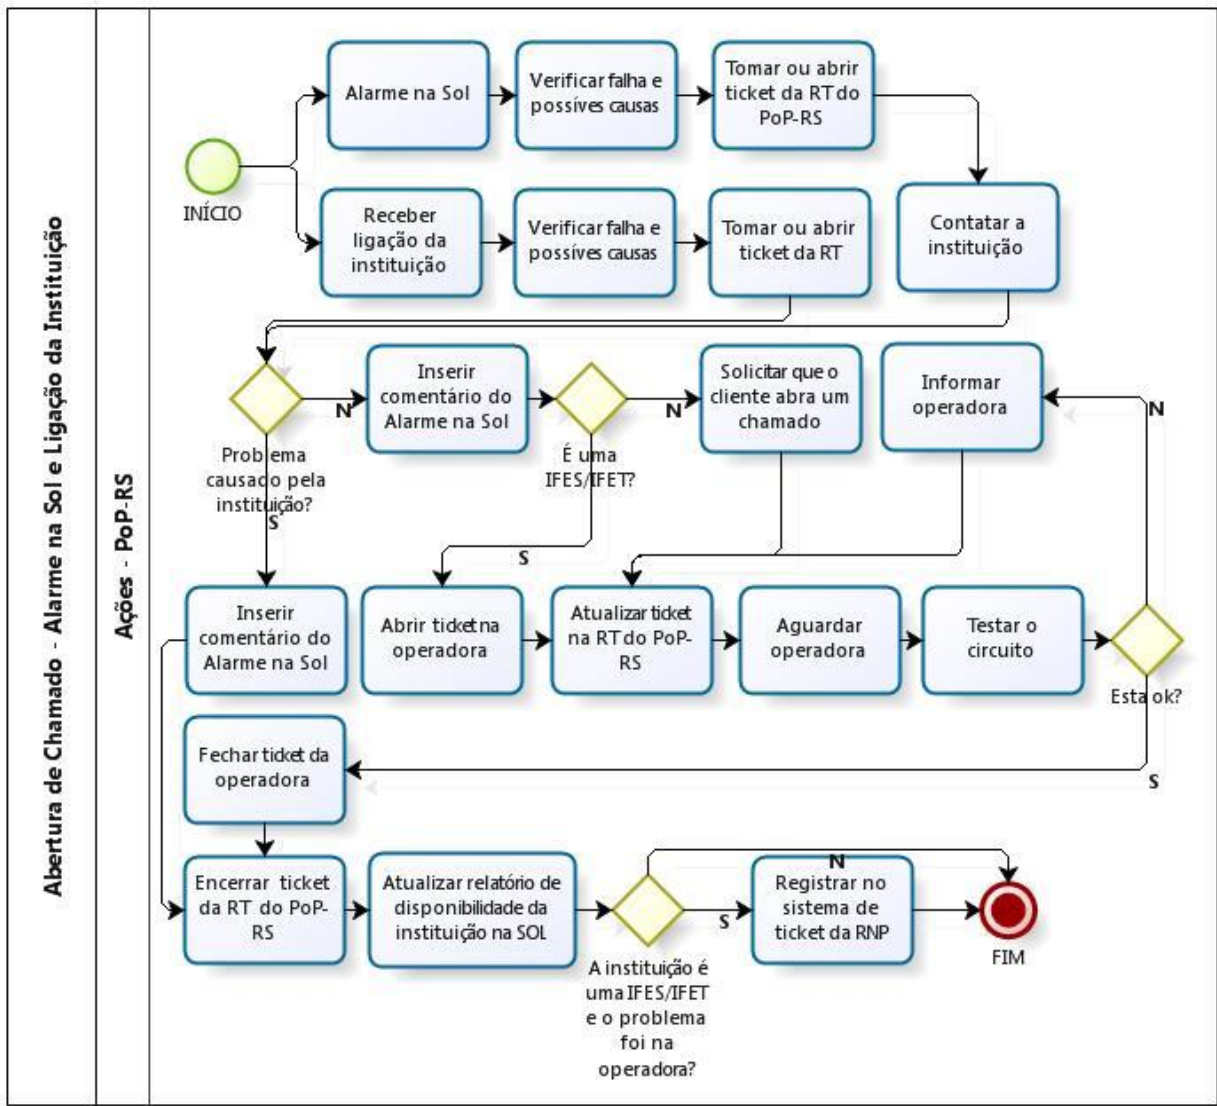 Abertura de Chamado - Alarme na Sol e Ligação da Instituição
Ações - PoP-RS
INÍCIO
Alarme na Sol
Verificar falha e
possíves causas
Tomar ou abrir
ticket da RT do
PoP-RS
Receber
ligação da
instituição
Verificar falha e
possíves causas
Tomar ou abrir
ticket da RT
Contatar a
instituição
Problema
causado pela
instituição?
N
S
Inserir
comentário do
Alarme na Sol
É uma
IFES/IFET?
N
S
Solicitar que o
cliente abra um
chamado
Informar
operadora
N
Inserir
comentário do
Alarme na Sol
Abrir ticket na
operadora
Atualizar ticket
na RT do PoP-
RS
Aguardar
operadora
Testar o
circuito
Esta ok?
S
Fechar ticket da
operadora
Encerrar ticket
da RT do PoP-
RS
Atualizar relatório de
disponibilidade da
instituição na SOL
A instituição é
uma IFES/IFET
e o problema
foi na
operadora?
N
S
Registrar no
sistema de
ticket da RNP
FIM